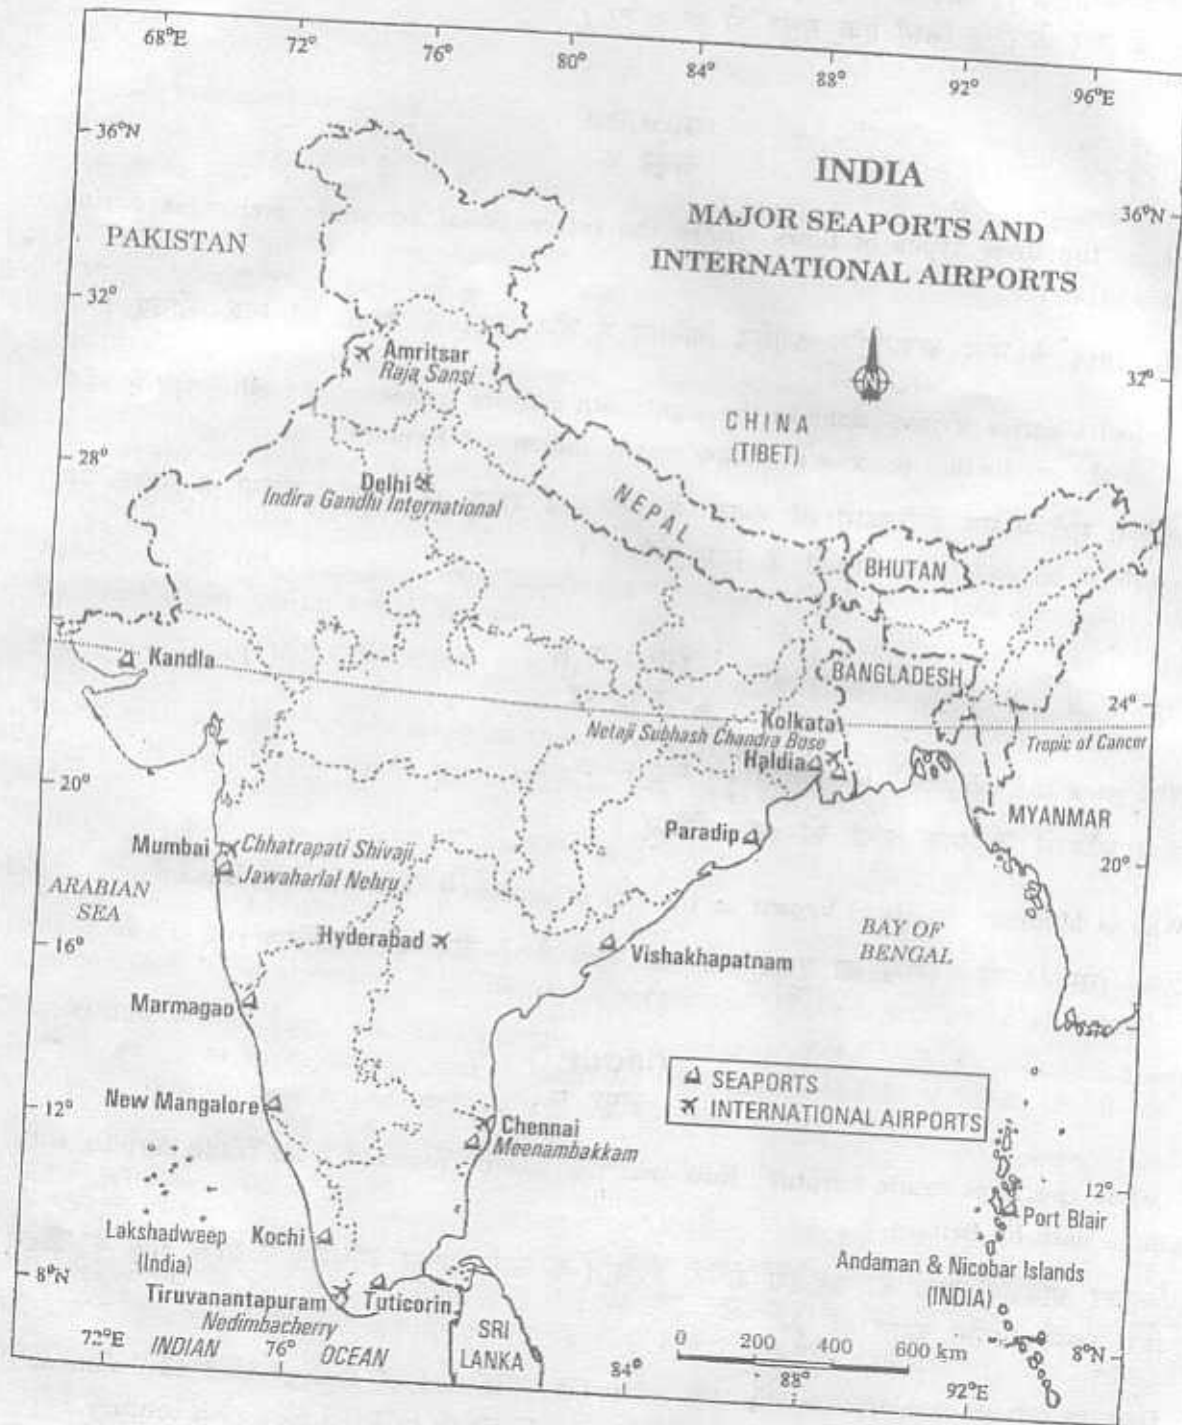 68°E
72°
76°
80°
84°
88°
92°
96°E
36°N
INDIA
MAJOR SEAPORTS AND
INTERNATIONAL AIRPORTS
36°N
PAKISTAN
32°
Amritsar
Raja Sansi
32°
CHINA
(TIBET)
28°
Delhi
Indira Gandhi International
NEPAL
BHUTAN
Kandla
BANGLADESH
24°
Kolkata
Netaji Subhash Chandra Bose
Tropic of Cancer
Haldia
20°
MYANMAR
Paradip
Mumbai
Chhatrapati Shivaji
Jawaharlal Nehru
20°
ARABIAN
SEA
BAY OF
BENGAL
Hyderabad
16°
Vishakhapatnam
Marmagao
SEAPORTS
INTERNATIONAL AIRPORTS
New Mangalore
12°
Chennai
Meenambakkam
12°
Port Blair
Lakshadweep
(India)
Kochi
Andaman & Nicobar Islands
(INDIA)
8°N
Tiruvanantapuram
Nedimbacherry
Tuticorin
SRI
LANKA
0 200 400 600 km
8°N
72°E
INDIAN
76°
OCEAN
84°
88°
92°E
N